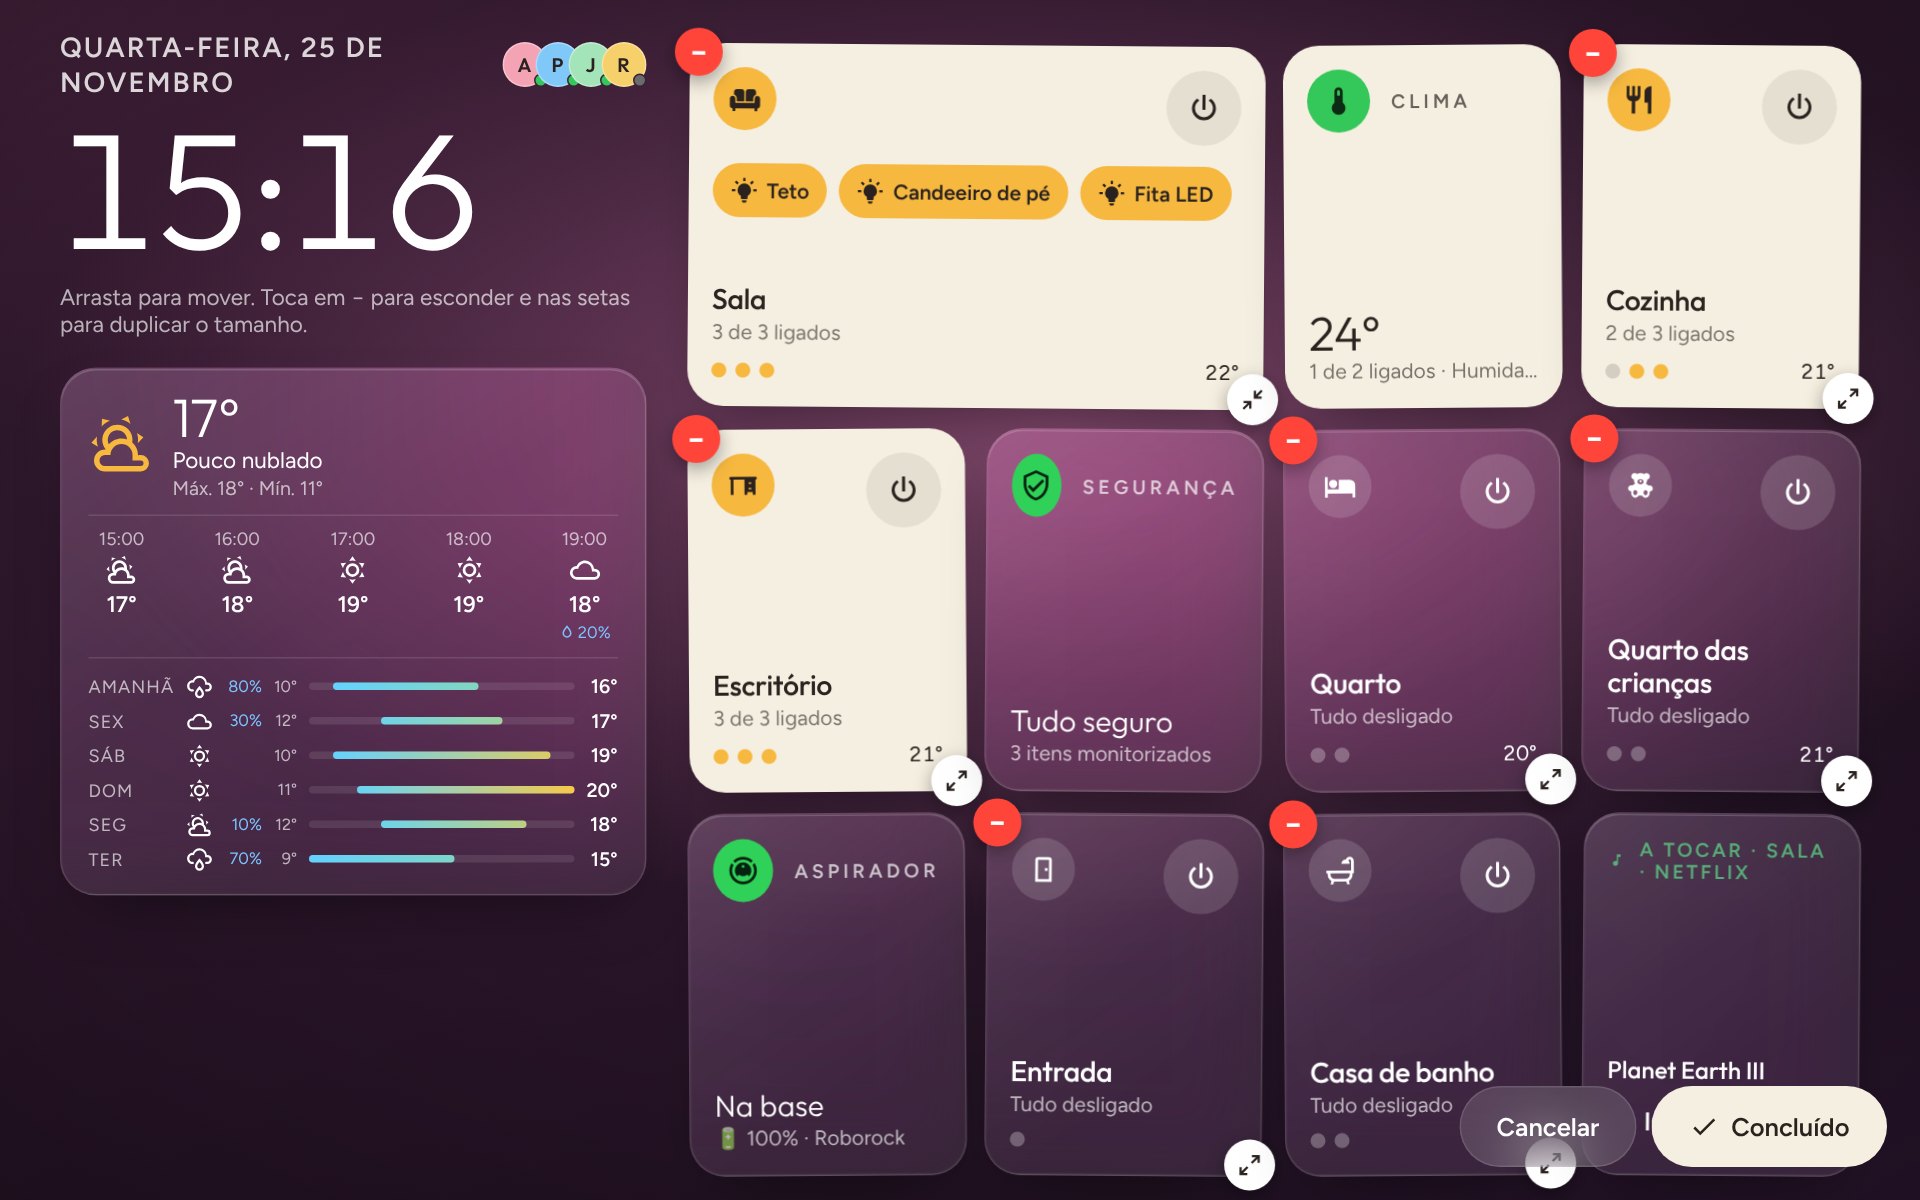 QUARTA-FEIRA, 25 DE
NOVEMBRO
A P J R
15:16
Arrasta para mover. Toca em − para esconder e nas setas
para duplicar o tamanho.
17°
Pouco nublado
Máx. 18° · Mín. 11°
15:00 16:00 17:00 18:00 19:00
17° 18° 19° 19° 18°
20%
AMANHÃ 80% 10° 16°
SEX 30% 12° 17°
SÁB 10° 19°
DOM 11° 20°
SEG 10% 12° 18°
TER 70% 9° 15°
Teto Candeeiro de pé Fita LED
Sala
3 de 3 ligados
22°
CLIMA
24°
1 de 2 ligados · Humida...
Cozinha
2 de 3 ligados
21°
Escritório
3 de 3 ligados
21°
SEGURANÇA
Tudo seguro
3 itens monitorizados
Quarto
Tudo desligado
20°
Quarto das
crianças
Tudo desligado
21°
ASPIRADOR
Na base
100% · Roborock
Entrada
Tudo desligado
Casa de banho
Tudo desligado
A TOCAR · SALA
· NETFLIX
Planet Earth III
Cancelar
Concluído